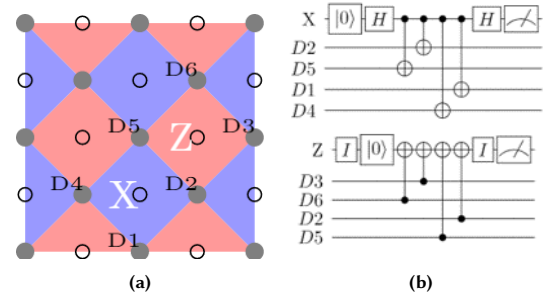 D6
D5 Z D3
D4 X D2
D1
(a)
X |0⟩ H H
D2
D5
D1
D4
Z I |0⟩ I
D3
D6
D2
D5
(b)